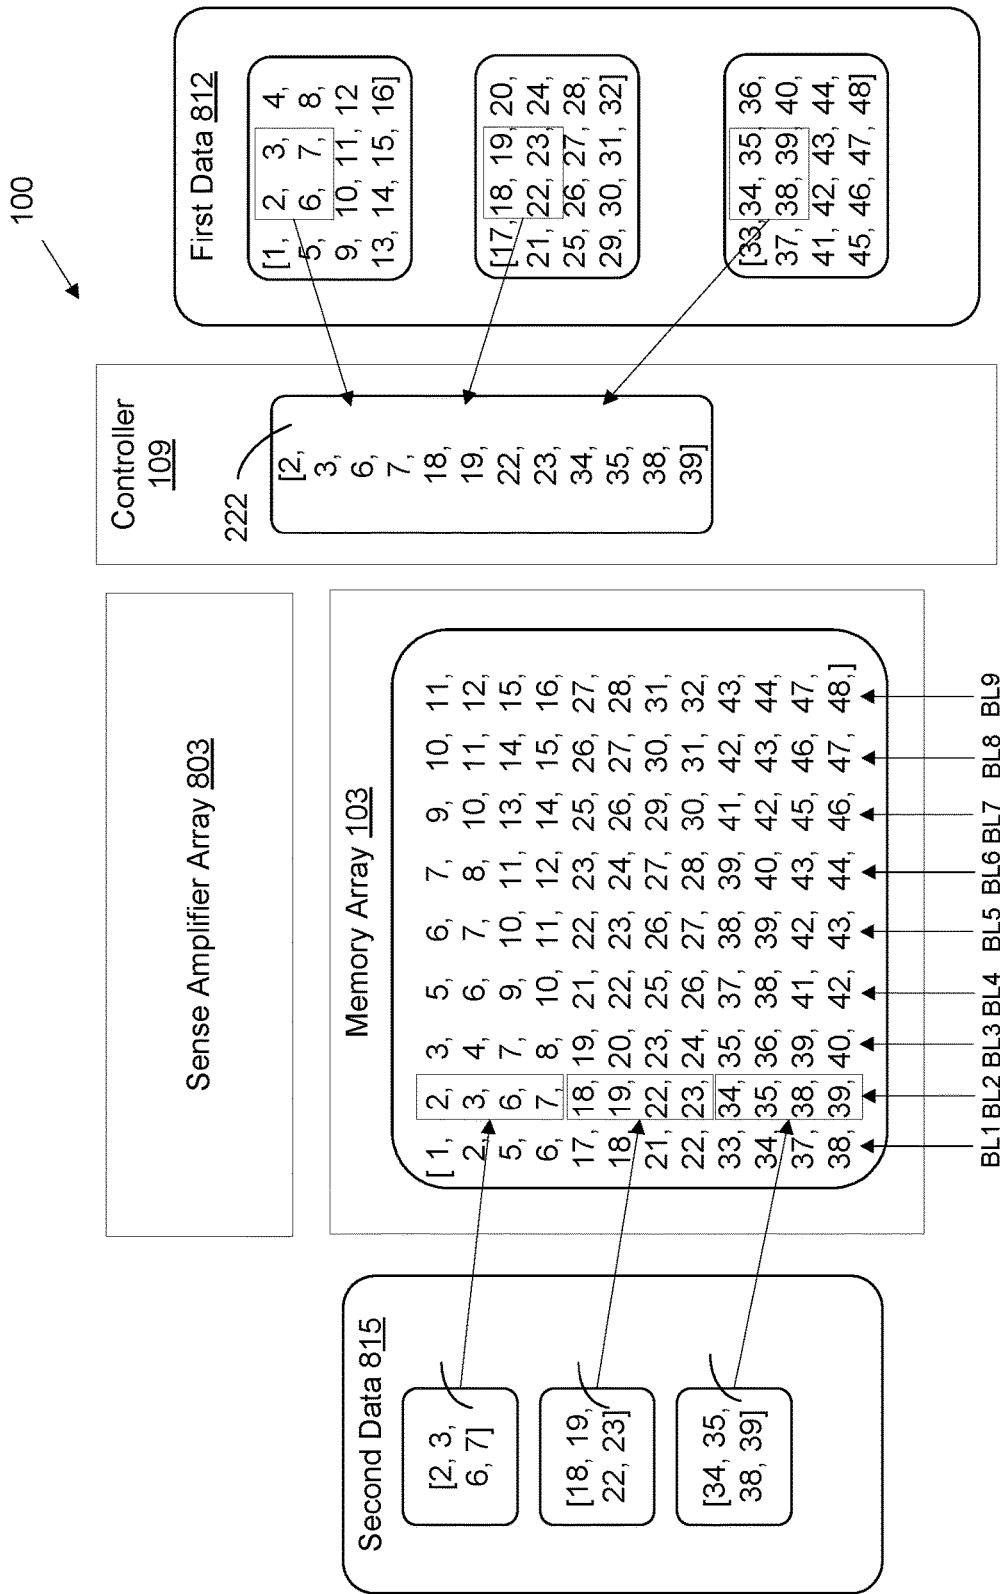 100
Second Data 815
[2, 3,
6, 7]
[18, 19,
22, 23]
[34, 35,
38, 39]
Sense Amplifier Array 803
Memory Array 103
[ 1, 2, 3, 5, 6, 7, 9, 10, 11,
2, 3, 4, 6, 7, 8, 10, 11, 12,
5, 6, 7, 9, 10, 11, 13, 14, 15,
6, 7, 8, 10, 11, 12, 14, 15, 16,
17, 18, 19, 21, 22, 23, 25, 26, 27,
18, 19, 20, 22, 23, 24, 26, 27, 28,
21, 22, 23, 25, 26, 27, 29, 30, 31,
22, 23, 24, 26, 27, 28, 30, 31, 32,
33, 34, 35, 37, 38, 39, 41, 42, 43,
34, 35, 36, 38, 39, 40, 42, 43, 44,
37, 38, 39, 41, 42, 43, 45, 46, 47,
38, 39, 40, 42, 43, 44, 46, 47, 48,]
BL1 BL2 BL3 BL4 BL5 BL6 BL7 BL8 BL9
Controller
109
222
[2,
3,
6,
7,
18,
19,
22,
23,
34,
35,
38,
39]
First Data 812
[1, 2, 3, 4,
5, 6, 7, 8,
9, 10, 11, 12
13, 14, 15, 16]
[17, 18, 19, 20,
21, 22, 23, 24,
25, 26, 27, 28,
29, 30, 31, 32]
[33, 34, 35, 36,
37, 38, 39, 40,
41, 42, 43, 44,
45, 46, 47, 48]